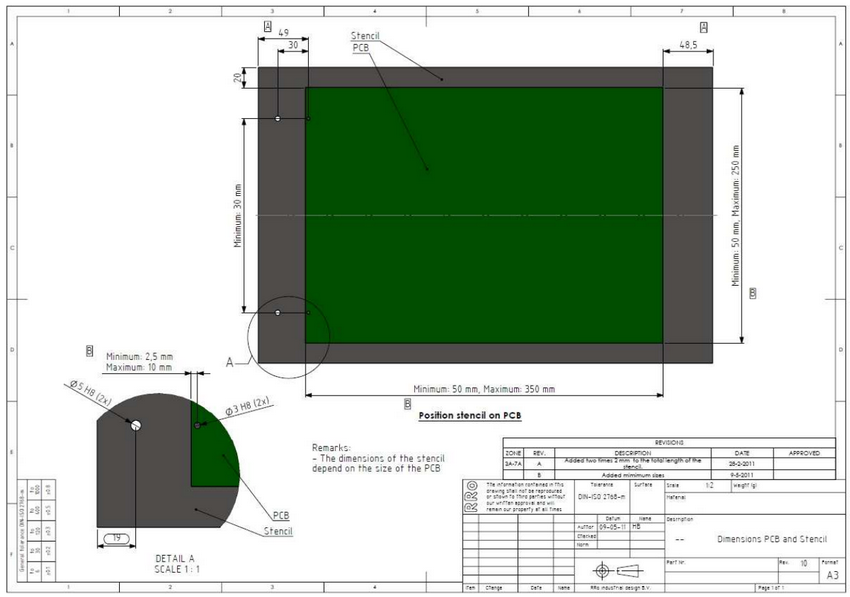 1 2 3 4 5 6 7 8
A
A
49
30
Stencil
PCB
48,5
20
Minimum: 30 mm
Minimum: 50 mm, Maximum: 250 mm
B
A
Minimum: 50 mm, Maximum: 350 mm
B
Position stencil on PCB
B
Minimum: 2,5 mm
Maximum: 10 mm
Ø5 H8 (2x)
Ø3 H8 (2x)
PCB
Stencil
19
DETAIL A
SCALE 1 : 1
Remarks:
- The dimensions of the stencil
depend on the size of the PCB
REVISIONS
ZONE REV. DESCRIPTION DATE APPROVED
A Added two times 2 mm to the total length of the stencil. 28-2-2011
B Added minimum sizes 9-5-2011
RRO
The information contained in this
drawing shall not be reproduced
or shown to third parties without
our written approval and will
remain our property at all times
Tolerance
DIN-ISO 2768-m
Surface
Scale 1:2 Weight (g)
Material
Datum Name
Author 09-05-11 HB
Checked
Norm
Description
-- Dimensions PCB and Stencil
Part Nr. Rev. 10 Format
A3
Item Change Date Name RRo industrial design B.V. Page 1 of 1
General tolerance DIN-ISO 2768-m
1 2 3 4